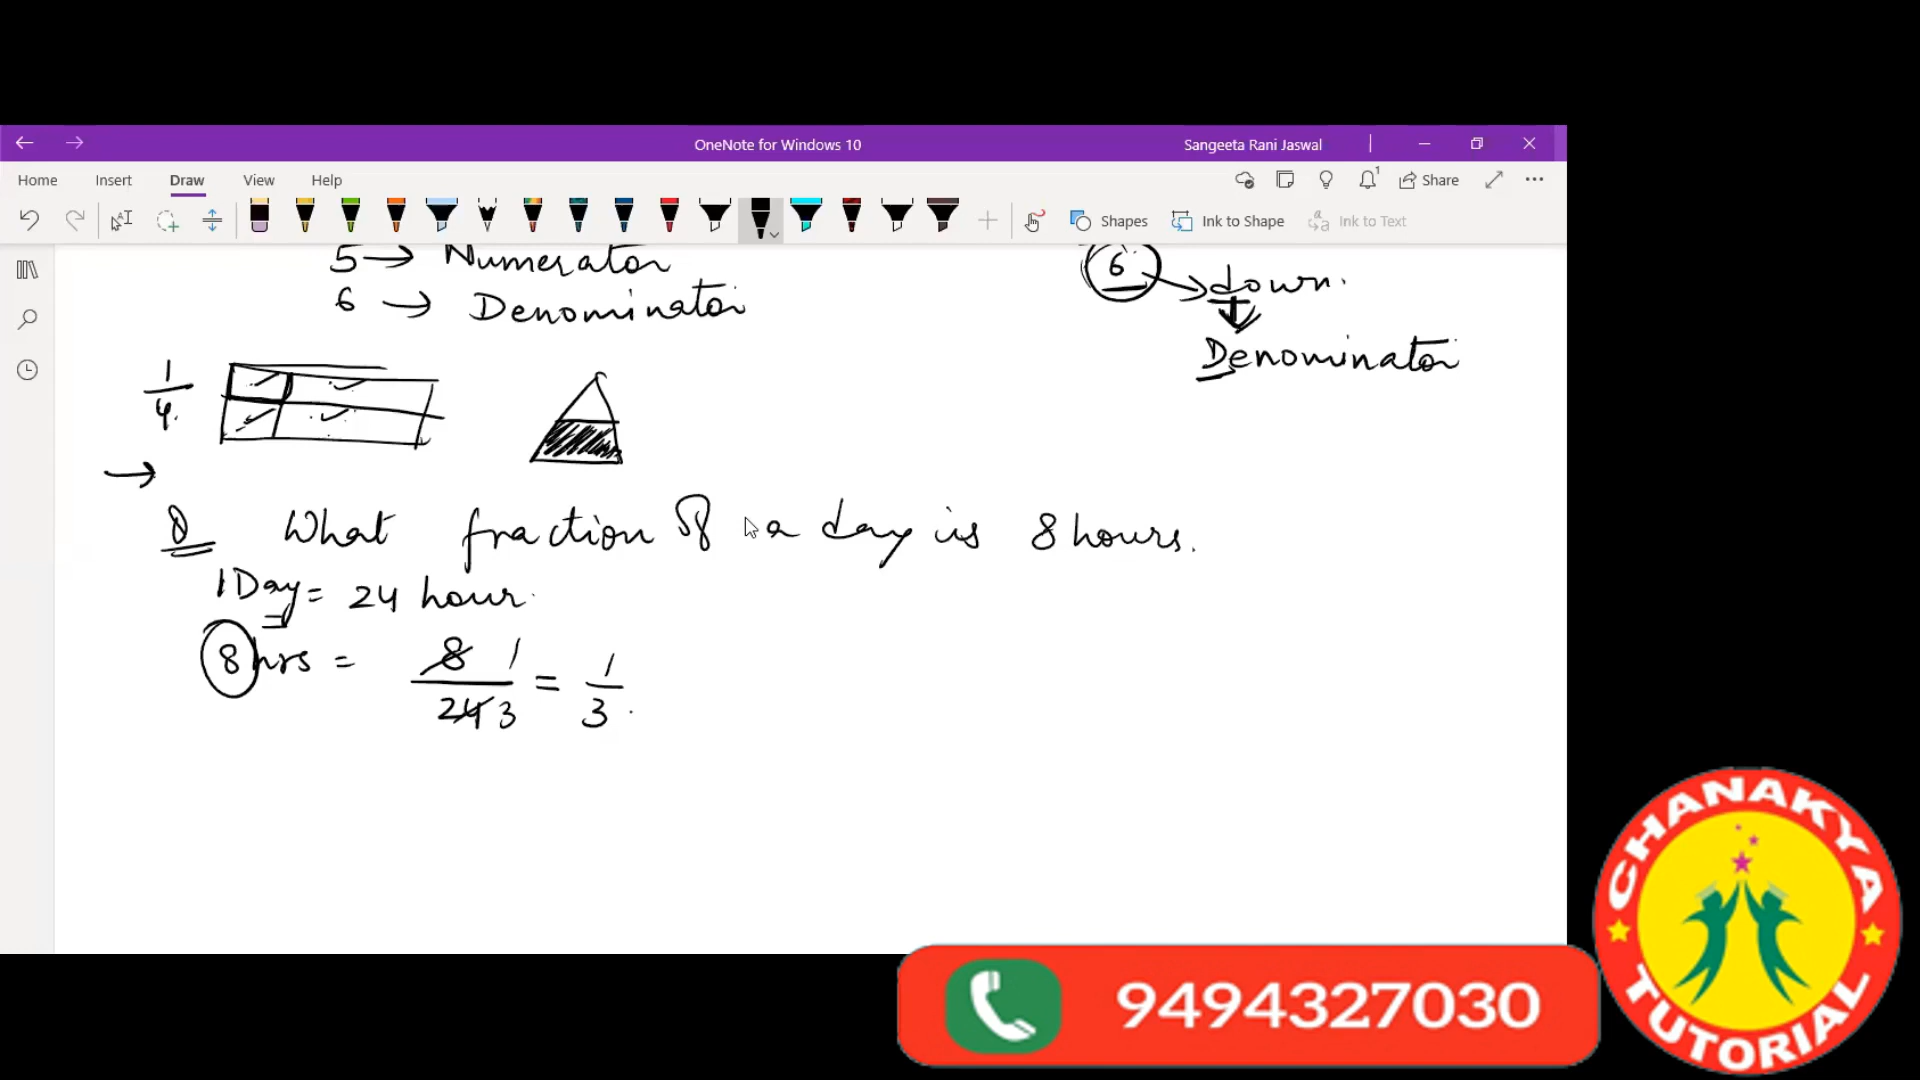 OneNote for Windows 10
Sangeeta Rani Jaswal
Home Insert Draw View Help
Share
Shapes Ink to Shape Ink to Text
5 → Numerator
6 → Denominator
6 → down.
Denominator
1/4.
→
Q What fraction of a day is 8 hours.
1 Day = 24 hour.
8 hrs = 8 1 / 24 3 = 1/3.
9494327030
CHANAKYA
TUTORIAL